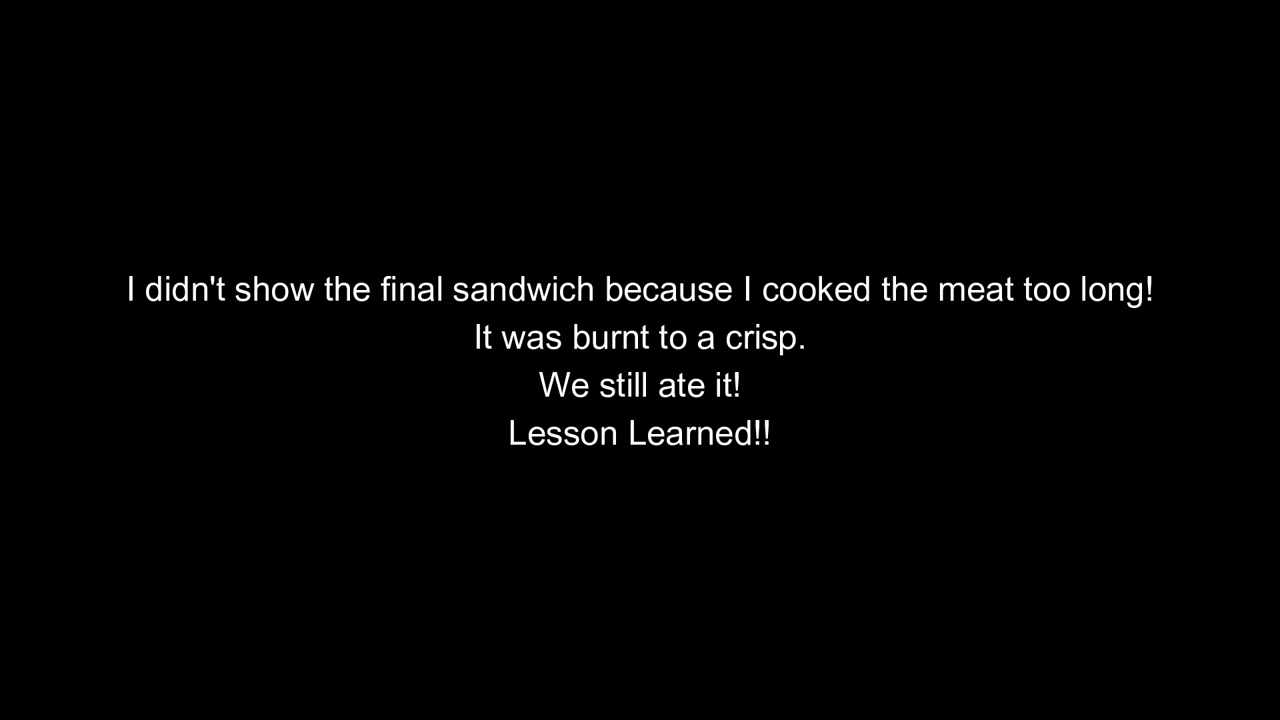 I didn't show the final sandwich because I cooked the meat too long!
It was burnt to a crisp.
We still ate it!
Lesson Learned!!